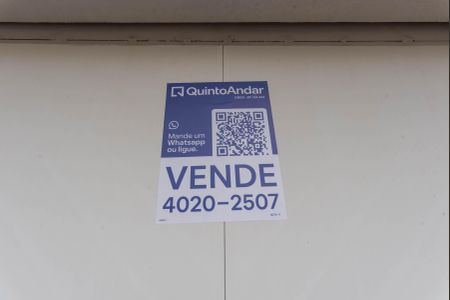 QuintoAndar
Mande um
Whatsapp
ou ligue.
VENDE
4020-2507